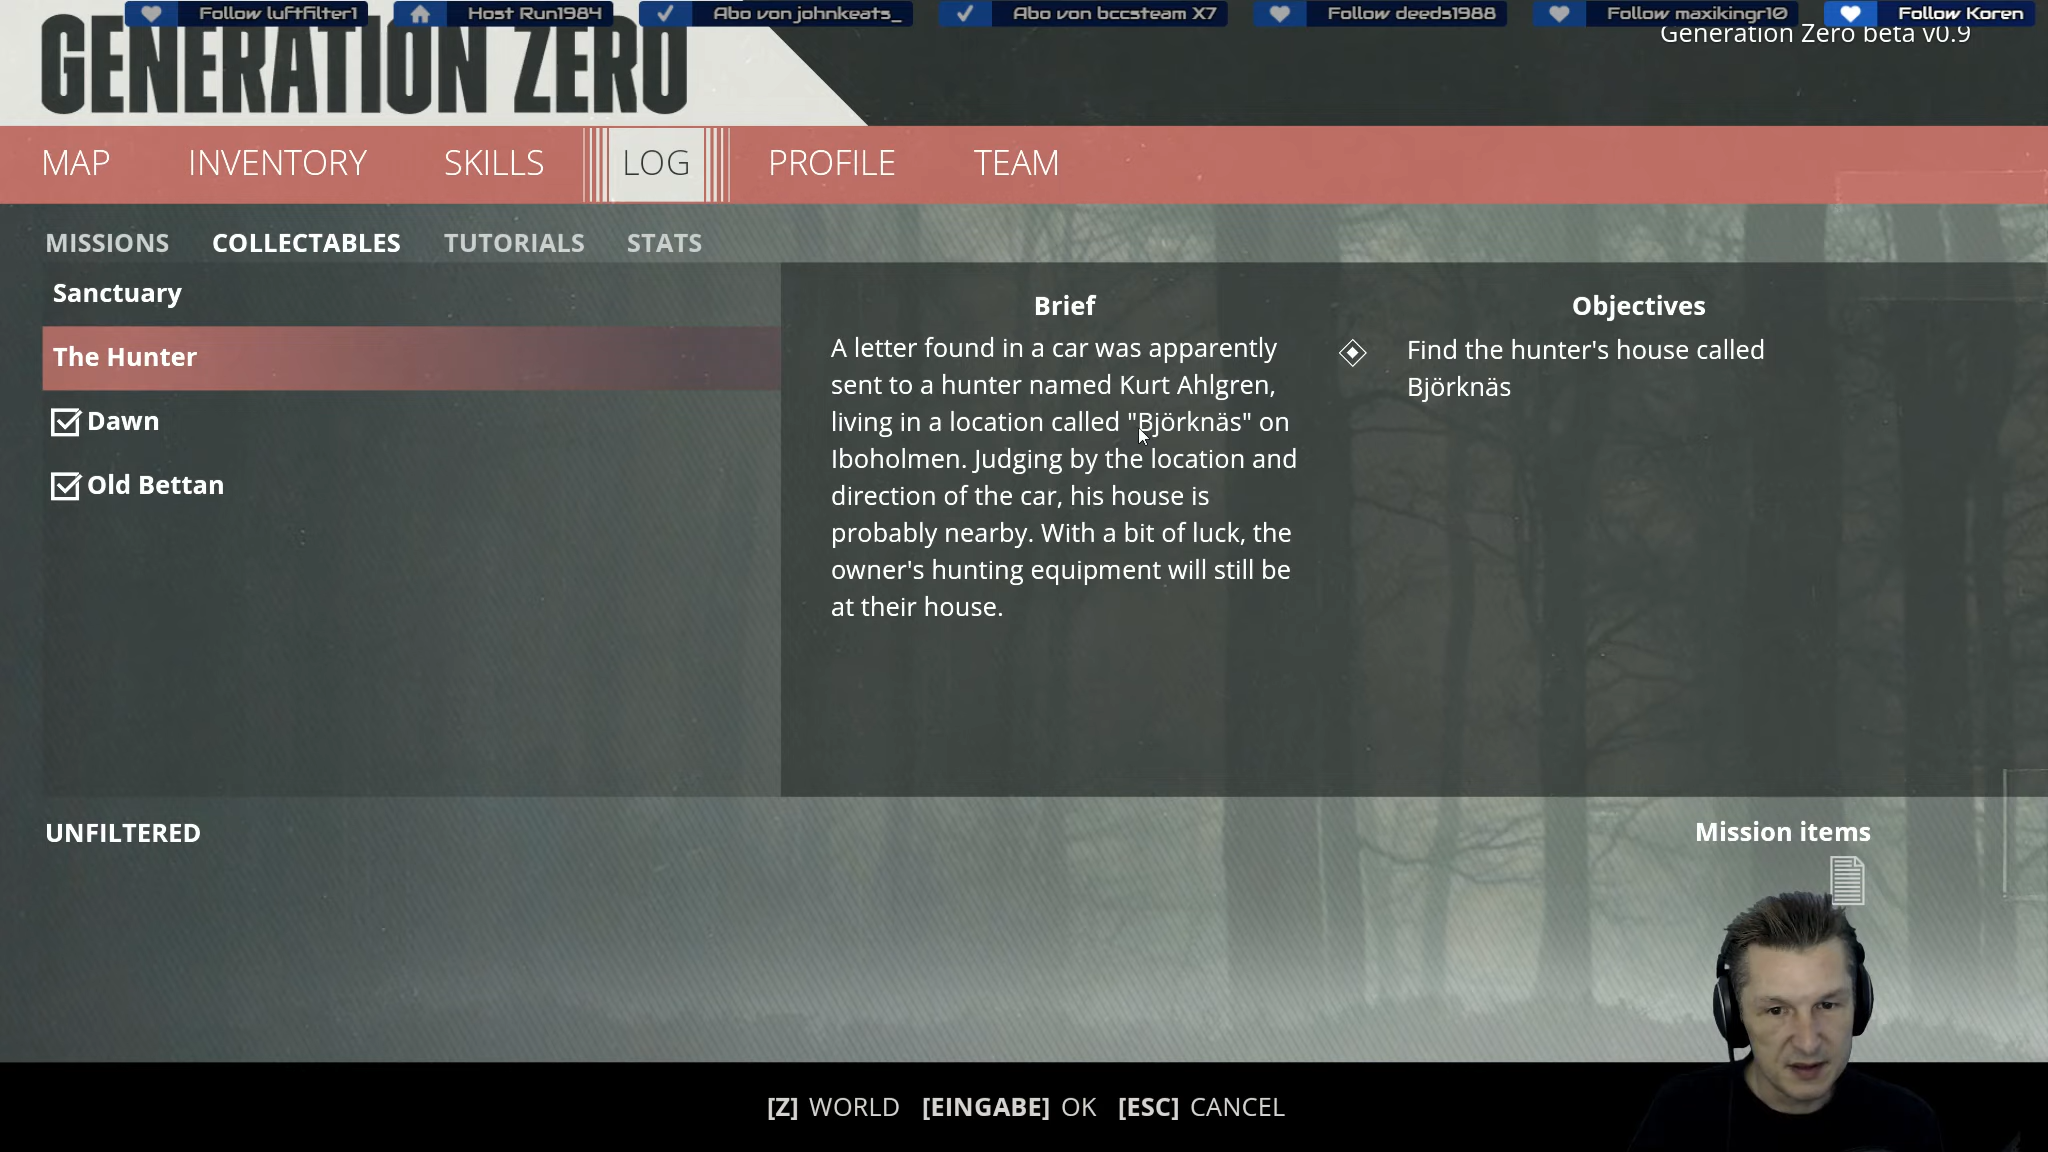 Follow luftfilter1
Host Run1984
Abo von johnkeats_
Abo von bccsteam X7
Follow deeds1988
Follow maxikingr10
Follow Koren
GENERATION ZERO
Generation Zero beta v0.9
MAP
INVENTORY
SKILLS
LOG
PROFILE
TEAM
MISSIONS
COLLECTABLES
TUTORIALS
STATS
Sanctuary
The Hunter
Dawn
Old Bettan
Brief
A letter found in a car was apparently
sent to a hunter named Kurt Ahlgren,
living in a location called "Björknäs" on
Iboholmen. Judging by the location and
direction of the car, his house is
probably nearby. With a bit of luck, the
owner's hunting equipment will still be
at their house.
Objectives
Find the hunter's house called
Björknäs
UNFILTERED
Mission items
[Z] WORLD [EINGABE] OK [ESC] CANCEL